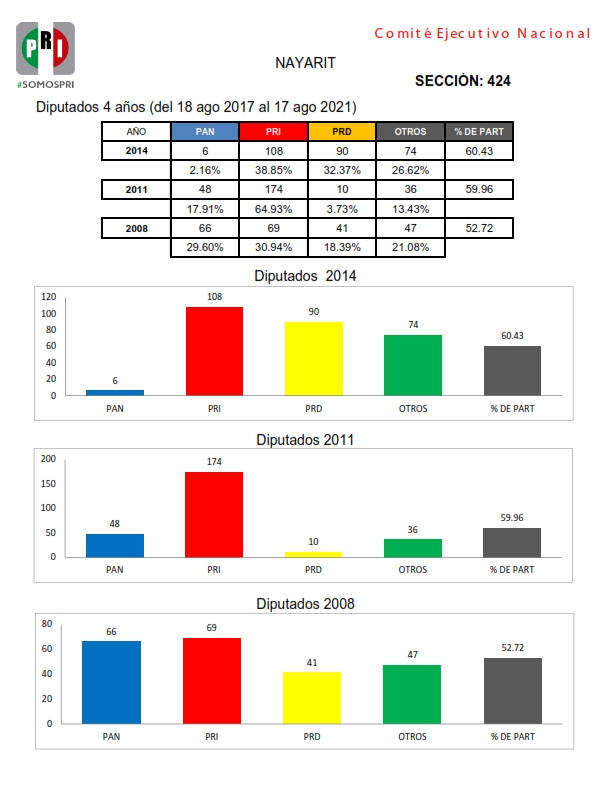 Comité Ejecutivo Nacional
PRI
#SOMOSPRI
NAYARIT
SECCIÓN: 424
Diputados 4 años (del 18 ago 2017 al 17 ago 2021)
AÑO PAN PRI PRD OTROS % DE PART
2014 6 108 90 74 60.43
2.16% 38.85% 32.37% 26.62%
2011 48 174 10 36 59.96
17.91% 64.93% 3.73% 13.43%
2008 66 69 41 47 52.72
29.60% 30.94% 18.39% 21.08%
Diputados 2014
120
100
80
60
40
20
0
6
108
90
74
60.43
PAN PRI PRD OTROS % DE PART
Diputados 2011
200
150
100
50
0
48
174
10
36
59.96
PAN PRI PRD OTROS % DE PART
Diputados 2008
80
60
40
20
0
66
69
41
47
52.72
PAN PRI PRD OTROS % DE PART